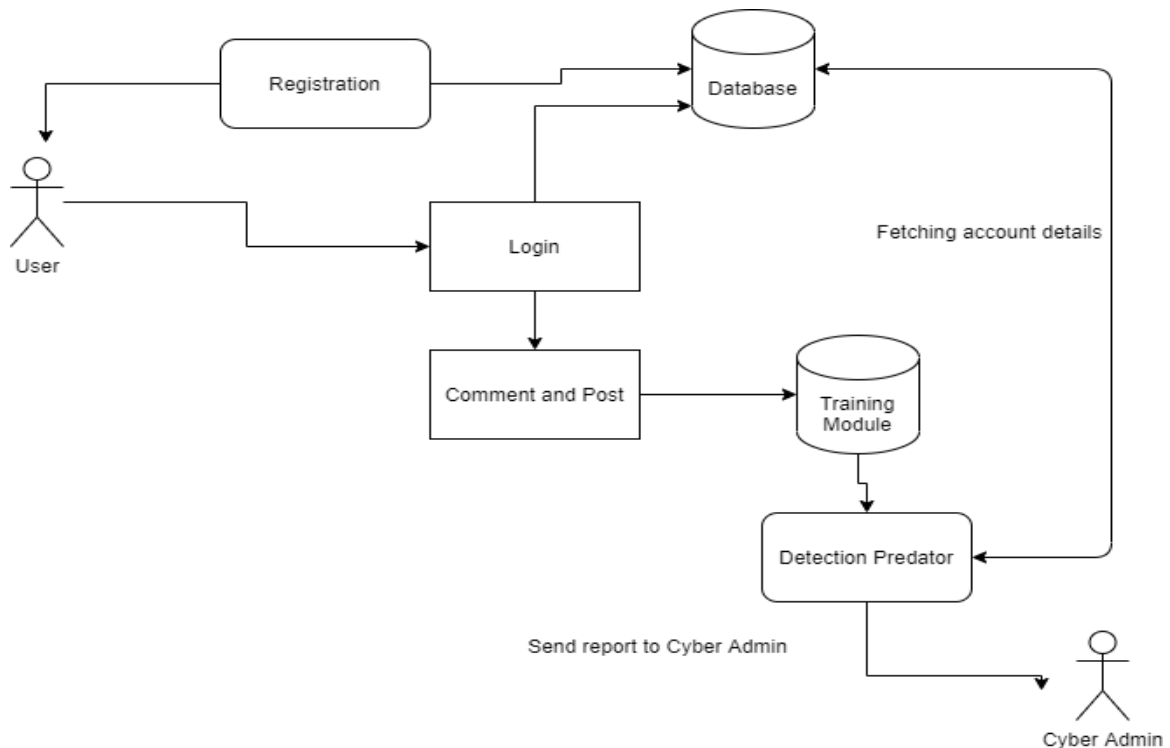 Registration
Database
User
Login
Fetching account details
Comment and Post
Training
Module
Detection Predator
Send report to Cyber Admin
Cyber Admin